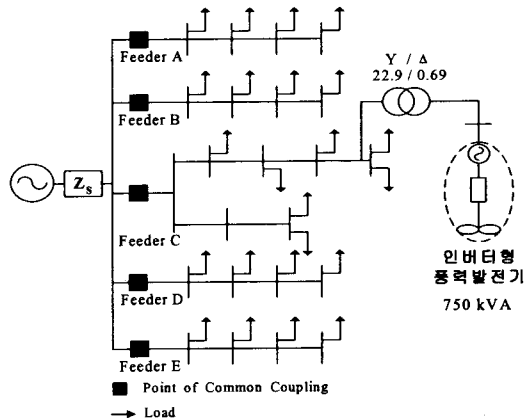 Feeder A
Y / Δ
22.9 / 0.69
Feeder B
Zs
Feeder C
인버터형
풍력발전기
750 kVA
Feeder D
Feeder E
Point of Common Coupling
Load